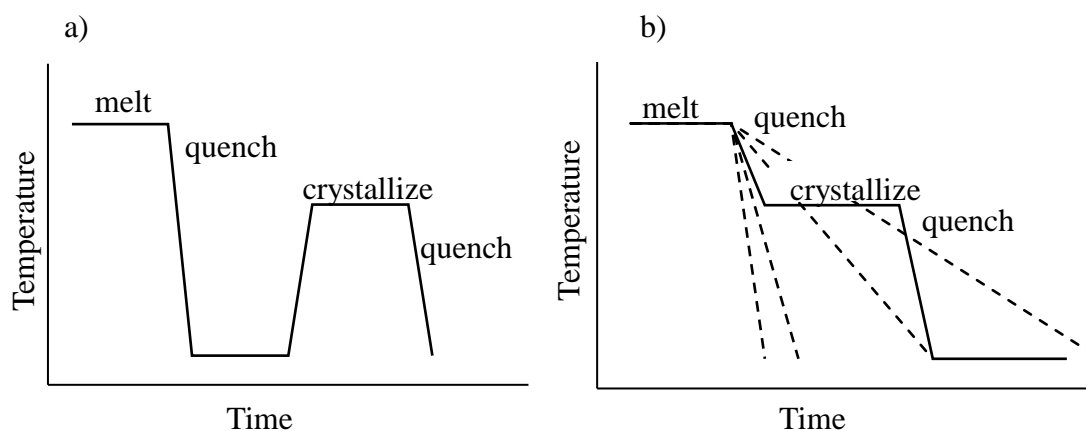 a)
melt
quench
crystallize
quench
Temperature
Time
b)
melt
quench
crystallize
quench
Temperature
Time